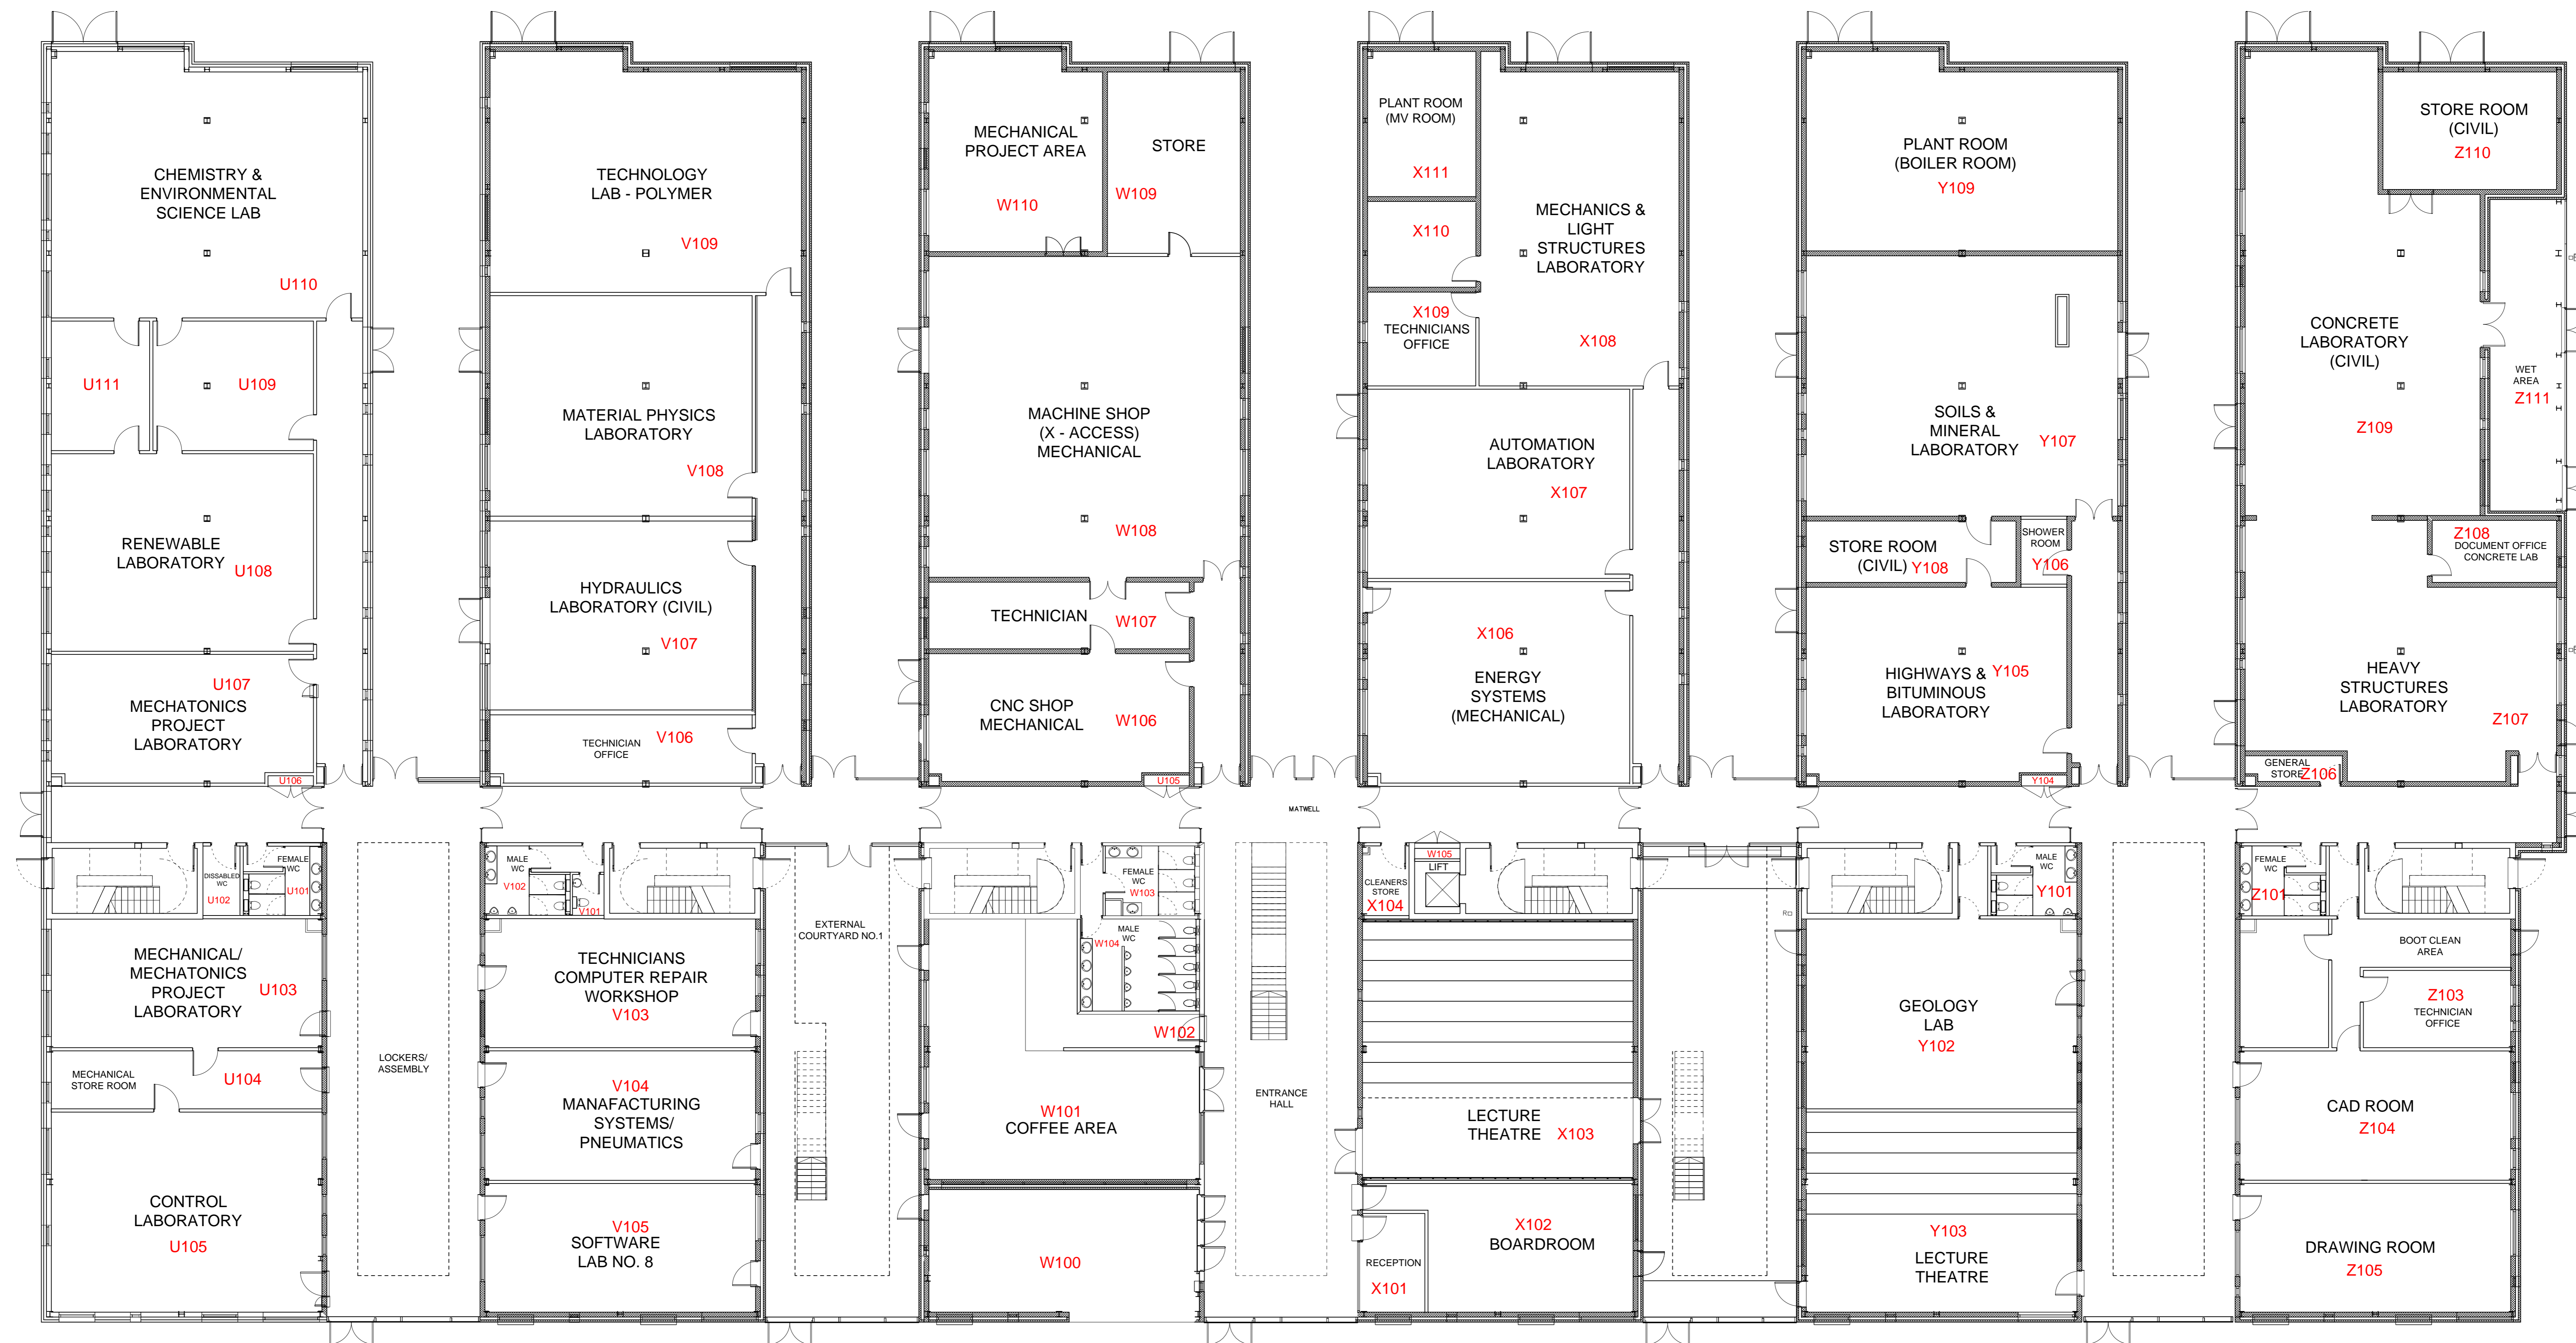 CHEMISTRY &
ENVIRONMENTAL
SCIENCE LAB
U110
U111
U109
RENEWABLE
LABORATORY
U108
U107
MECHATONICS
PROJECT
LABORATORY
U106
DISSABLED
WC
U102
FEMALE
WC
U101
MECHANICAL/
MECHATONICS
PROJECT
LABORATORY
U103
MECHANICAL
STORE ROOM
U104
CONTROL
LABORATORY
U105
LOCKERS/
ASSEMBLY
TECHNOLOGY
LAB - POLYMER
V109
MATERIAL PHYSICS
LABORATORY
V108
HYDRAULICS
LABORATORY (CIVIL)
V107
TECHNICIAN
OFFICE
V106
MALE
WC
V102
V101
TECHNICIANS
COMPUTER REPAIR
WORKSHOP
V103
V104
MANAFACTURING
SYSTEMS/
PNEUMATICS
V105
SOFTWARE
LAB NO. 8
EXTERNAL
COURTYARD NO.1
MECHANICAL
PROJECT AREA
W110
STORE
W109
MACHINE SHOP
(X - ACCESS)
MECHANICAL
W108
TECHNICIAN
W107
CNC SHOP
MECHANICAL
W106
U105
FEMALE
WC
W103
MALE
WC
W104
W102
W101
COFFEE AREA
W100
MATWELL
ENTRANCE
HALL
PLANT ROOM
(MV ROOM)
X111
X110
X109
TECHNICIANS
OFFICE
MECHANICS &
LIGHT
STRUCTURES
LABORATORY
X108
AUTOMATION
LABORATORY
X107
X106
ENERGY
SYSTEMS
(MECHANICAL)
W105
LIFT
CLEANERS
STORE
X104
LECTURE
THEATRE
X103
X102
BOARDROOM
RECEPTION
X101
PLANT ROOM
(BOILER ROOM)
Y109
SOILS &
MINERAL
LABORATORY
Y107
STORE ROOM
(CIVIL)
Y108
SHOWER
ROOM
Y106
HIGHWAYS &
BITUMINOUS
LABORATORY
Y105
Y104
MALE
WC
Y101
GEOLOGY
LAB
Y102
Y103
LECTURE
THEATRE
STORE ROOM
(CIVIL)
Z110
CONCRETE
LABORATORY
(CIVIL)
Z109
WET
AREA
Z111
Z108
DOCUMENT OFFICE
CONCRETE LAB
HEAVY
STRUCTURES
LABORATORY
Z107
GENERAL
STORE
Z106
FEMALE
WC
Z101
BOOT CLEAN
AREA
Z103
TECHNICIAN
OFFICE
CAD ROOM
Z104
DRAWING ROOM
Z105